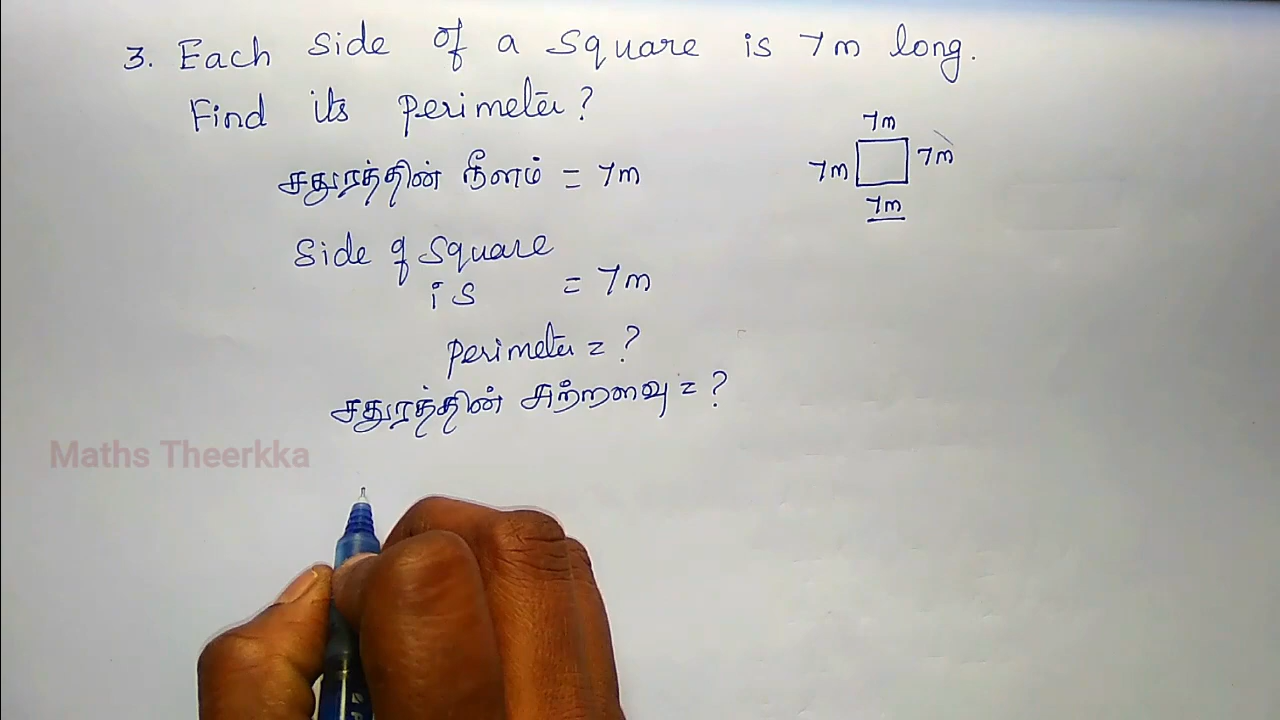 3. Each side of a square is 7m long.
Find its perimeter?
7m
7m 7m
7m
சதுரத்தின் நீளம் = 7m
Side of square
is = 7m
perimeter = ?
சதுரத்தின் சுற்றளவு = ?
Maths Theerkka